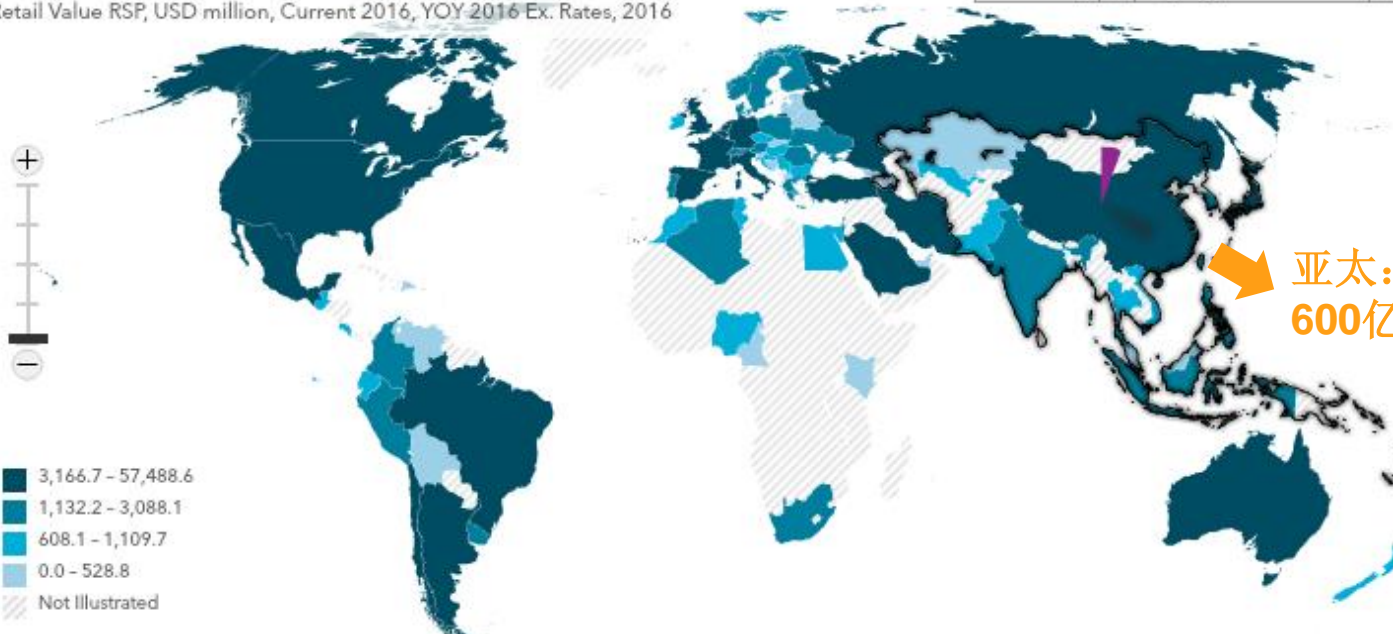 Retail Value RSP, USD million, Current 2016, YOY 2016 Ex. Rates, 2016
+
−
亚太：
600亿
3,166.7 - 57,488.6
1,132.2 - 3,088.1
608.1 - 1,109.7
0.0 - 528.8
Not Illustrated